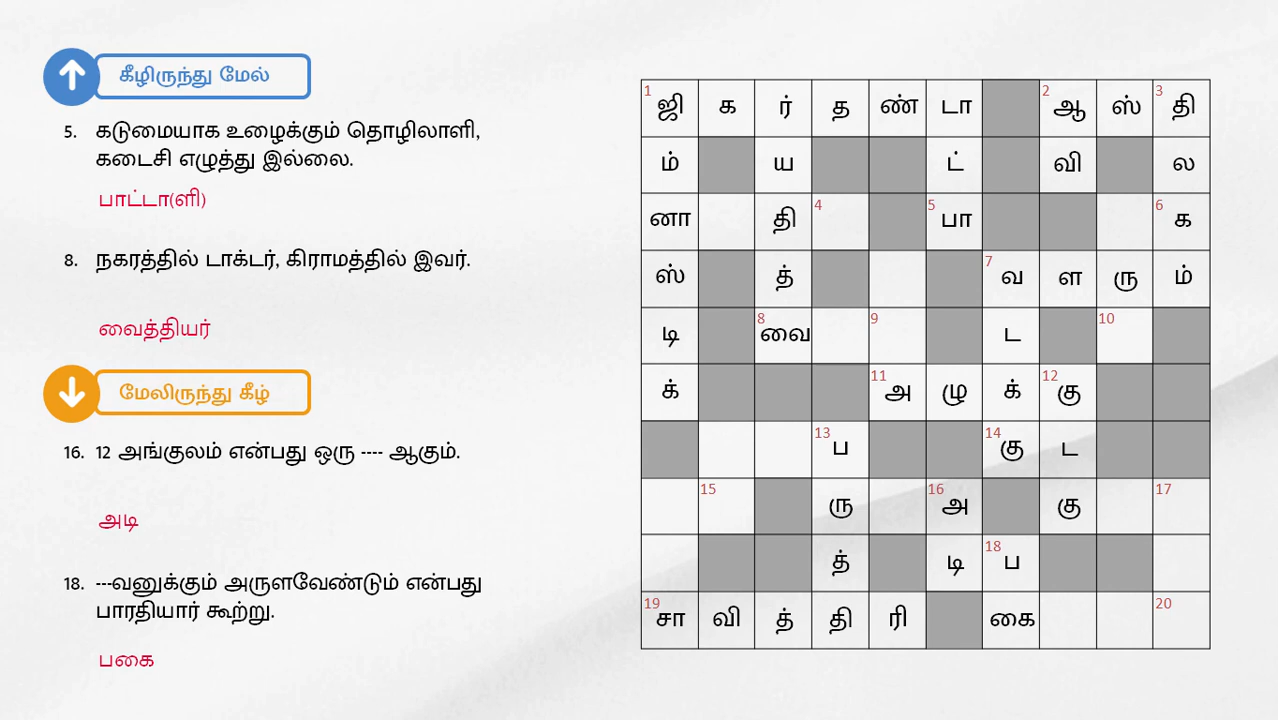 கீழிருந்து மேல்
5. கடுமையாக உழைக்கும் தொழிலாளி,
கடைசி எழுத்து இல்லை.
பாட்டா(ளி)
8. நகரத்தில் டாக்டர், கிராமத்தில் இவர்.
வைத்தியர்
மேலிருந்து கீழ்
16. 12 அங்குலம் என்பது ஒரு ---- ஆகும்.
அடி
18. ---வனுக்கும் அருளவேண்டும் என்பது
பாரதியார் கூற்று.
பகை
1 ஜி க ர் த ண் டா 2 ஆ ஸ் 3 தி
ம் ய ட் வி ல
னா தி 4 5 பா 6 க
ஸ் த் 7 வ ள ரு ம்
டி 8 வை 9 ட 10
க் 11 அ ழு க் 12 கு
13 ப 14 கு ட
15 ரு 16 அ கு 17
த் டி 18 ப
19 சா வி த் தி ரி கை 20